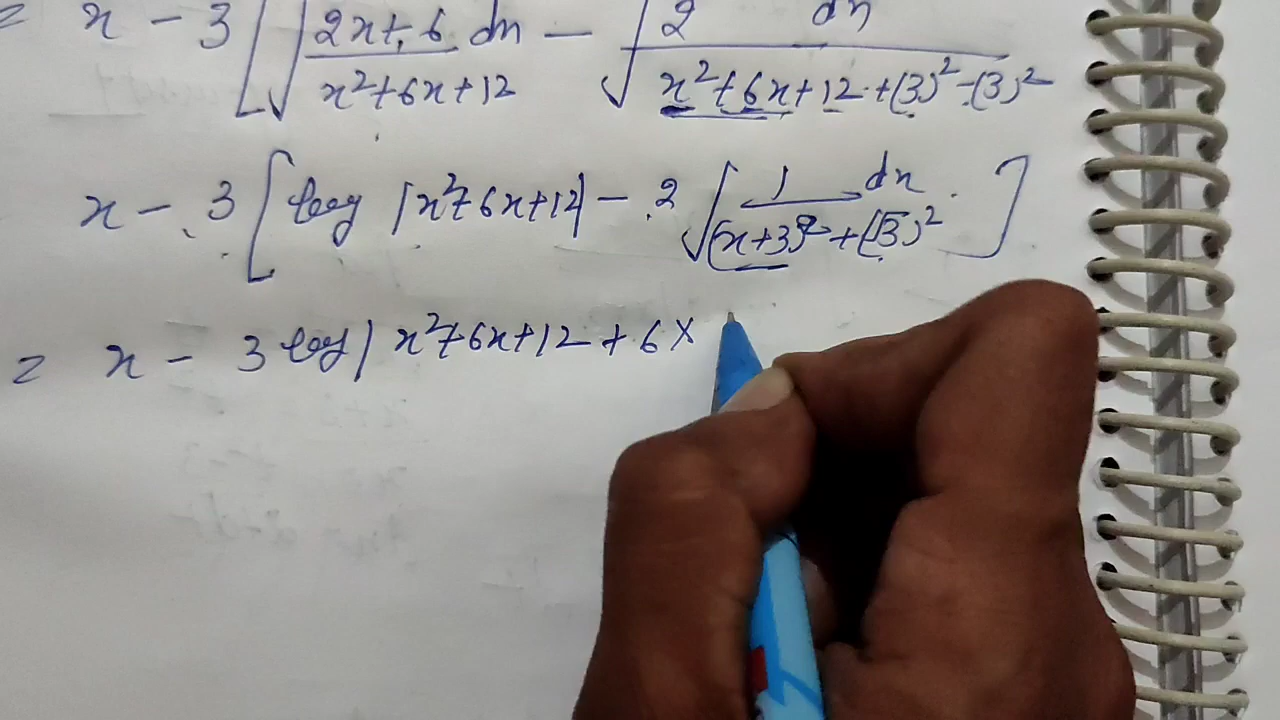 = x - 3 [ ∫ 2x+6 dx / x²+6x+12 - ∫ 2 dx / x²+6x+12+(3)²-(3)²
x - 3 [ log |x²+6x+12| - 2 ∫ 1 dx / (x+3)²+(√3)² ]
= x - 3 log | x²+6x+12 + 6 ×